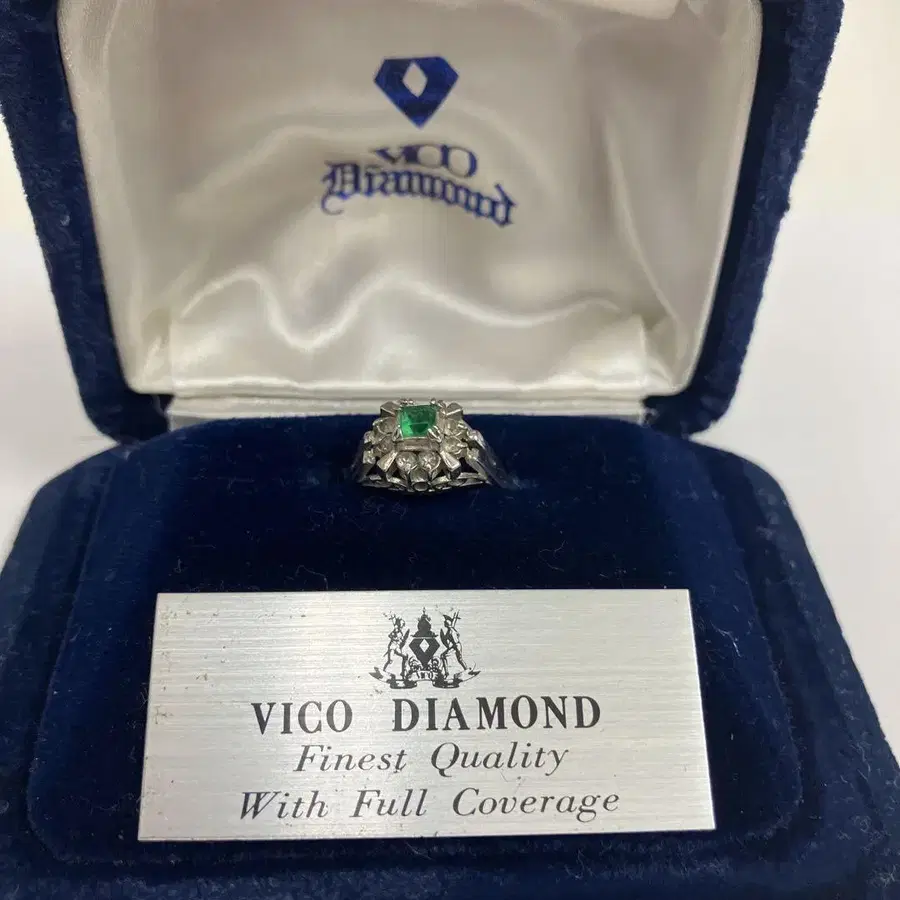 VICO
Diamond
VICO DIAMOND
Finest Quality
With Full Coverage